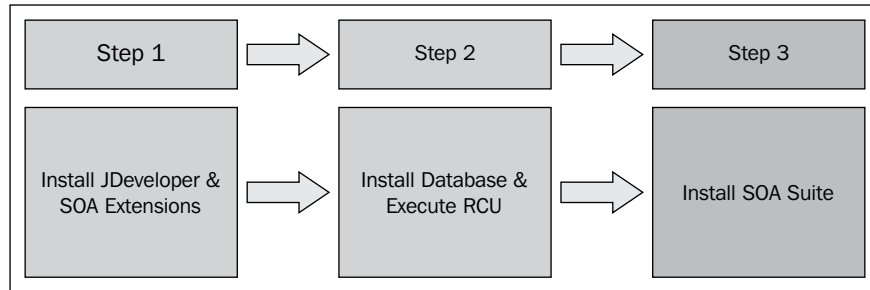 Step 1
Step 2
Step 3
Install JDeveloper &
SOA Extensions
Install Database &
Execute RCU
Install SOA Suite